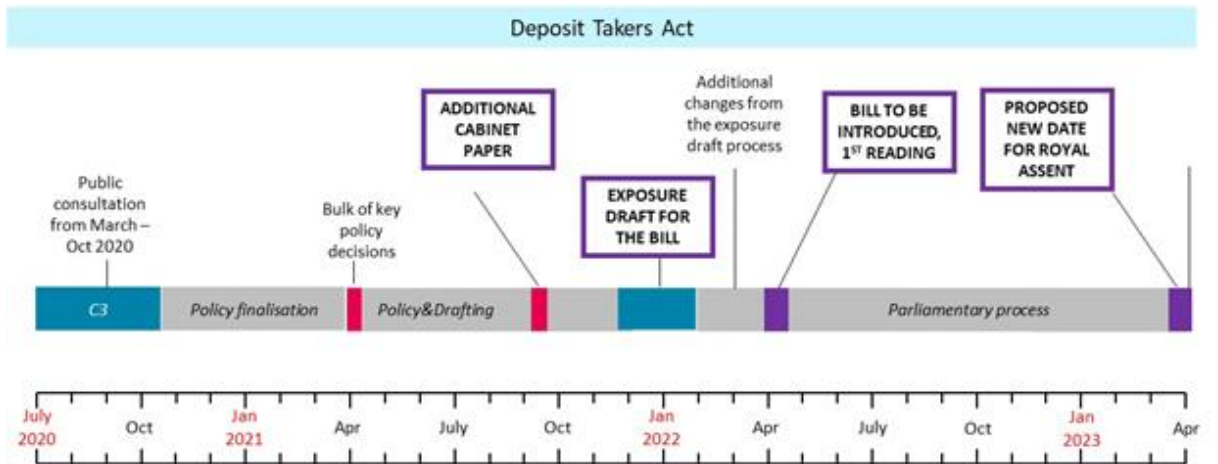 Deposit Takers Act
Public
consultation
from March –
Oct 2020
Bulk of key
policy
decisions
ADDITIONAL
CABINET
PAPER
EXPOSURE
DRAFT FOR
THE BILL
Additional
changes from
the exposure
draft process
BILL TO BE
INTRODUCED,
1ST READING
PROPOSED
NEW DATE
FOR ROYAL
ASSENT
C3
Policy finalisation
Policy&Drafting
Parliamentary process
July
2020
Oct
Jan
2021
Apr
July
Oct
Jan
2022
Apr
July
Oct
Jan
2023
Apr